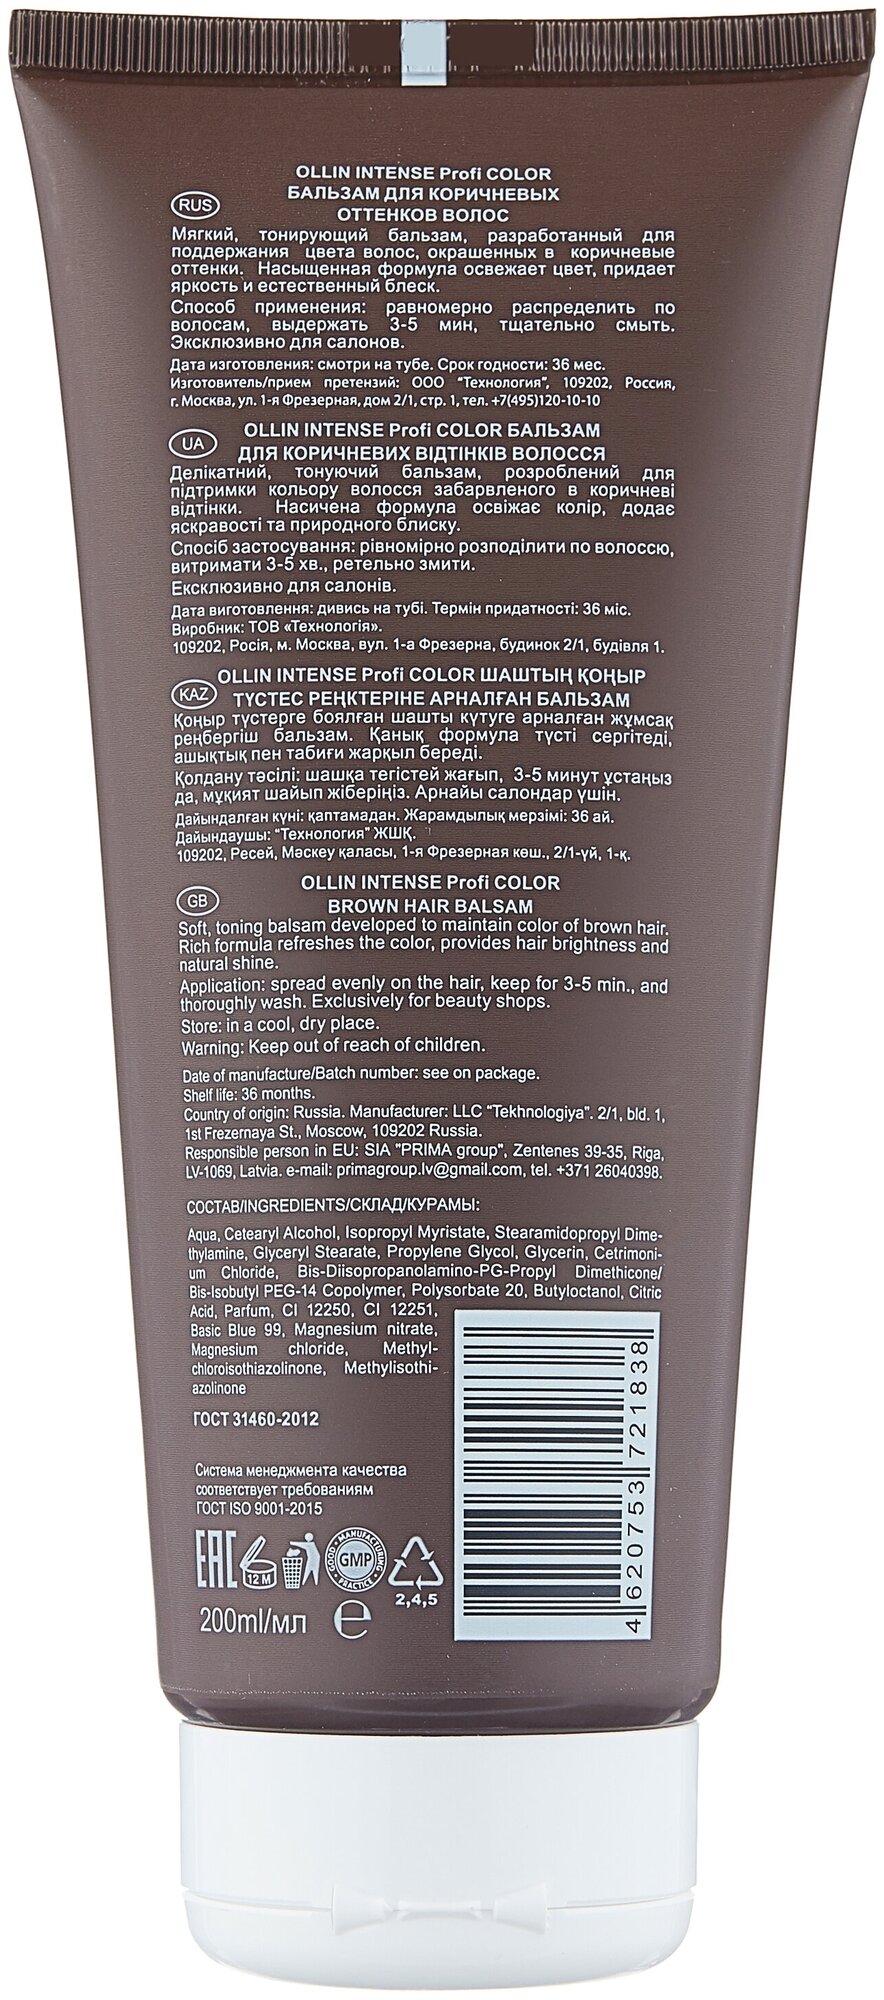 OLLIN INTENSE Profi COLOR
БАЛЬЗАМ ДЛЯ КОРИЧНЕВЫХ
ОТТЕНКОВ ВОЛОС
RUS
Мягкий, тонирующий бальзам, разработанный для
поддержания цвета волос, окрашенных в коричневые
оттенки. Насыщенная формула освежает цвет, придает
яркость и естественный блеск.
Способ применения: равномерно распределить по
волосам, выдержать 3-5 мин, тщательно смыть.
Эксклюзивно для салонов.
Дата изготовления: смотри на тубе. Срок годности: 36 мес.
Изготовитель/прием претензий: ООО "Технология", 109202, Россия,
г. Москва, ул. 1-я Фрезерная, дом 2/1, стр. 1, тел. +7(495)120-10-10
OLLIN INTENSE Profi COLOR БАЛЬЗАМ
UA
ДЛЯ КОРИЧНЕВИХ ВІДТІНКІВ ВОЛОССЯ
Делікатний, тонуючий бальзам, розроблений для
підтримки кольору волосся забарвленого в коричневі
відтінки. Насичена формула освіжає колір, додає
яскравості та природного блиску.
Спосіб застосування: рівномірно розподілити по волоссю,
витримати 3-5 хв., ретельно змити.
Ексклюзивно для салонів.
Дата виготовлення: дивись на тубі. Термін придатності: 36 міс.
Виробник: ТОВ «Технологія».
109202, Росія, м. Москва, вул. 1-а Фрезерна, будинок 2/1, будівля 1.
OLLIN INTENSE Profi COLOR ШАШТЫҢ ҚОҢЫР
KAZ
ТҮСТЕС РЕҢКТЕРІНЕ АРНАЛҒАН БАЛЬЗАМ
Қоңыр түстерге боялған шашты күтуге арналған жұмсақ
реңбергіш бальзам. Қанық формула түсті сергітеді,
ашықтық пен табиғи жарқыл береді.
Қолдану тәсілі: шашқа тегістей жағып, 3-5 минут ұстаңыз
да, мұқият шайып жіберіңіз. Арнайы салондар үшін.
Дайындалған күні: қаптамадан. Жарамдылық мерзімі: 36 ай.
Дайындаушы: "Технология" ЖШҚ.
109202, Ресей, Мәскеу қаласы, 1-я Фрезерная көш., 2/1-үй, 1-қ.
OLLIN INTENSE Profi COLOR
GB
BROWN HAIR BALSAM
Soft, toning balsam developed to maintain color of brown hair.
Rich formula refreshes the color, provides hair brightness and
natural shine.
Application: spread evenly on the hair, keep for 3-5 min., and
thoroughly wash. Exclusively for beauty shops.
Store: in a cool, dry place.
Warning: Keep out of reach of children.
Date of manufacture/Batch number: see on package.
Shelf life: 36 months.
Country of origin: Russia. Manufacturer: LLC "Tekhnologiya". 2/1, bld. 1,
1st Frezernaya St., Moscow, 109202 Russia.
Responsible person in EU: SIA "PRIMA group", Zentenes 39-35, Riga,
LV-1069, Latvia. e-mail: primagroup.lv@gmail.com, tel. +371 26040398.
СОСТАВ/INGREDIENTS/СКЛАД/КУРАМЫ:
Aqua, Cetearyl Alcohol, Isopropyl Myristate, Stearamidopropyl Dime-
thylamine, Glyceryl Stearate, Propylene Glycol, Glycerin, Cetrimoni-
um Chloride, Bis-Diisopropanolamino-PG-Propyl Dimethicone/
Bis-Isobutyl PEG-14 Copolymer, Polysorbate 20, Butyloctanol, Citric
Acid, Parfum, CI 12250, CI 12251,
Basic Blue 99, Magnesium nitrate,
Magnesium chloride, Methyl-
chloroisothiazolinone, Methylisothi-
azolinone
ГОСТ 31460-2012
Система менеджмента качества
соответствует требованиям
ГОСТ ISO 9001-2015
EAC
12 M
GOOD MANUFACTURING PRACTICE
GMP
2,4,5
200ml/мл
e
4 620753 721838